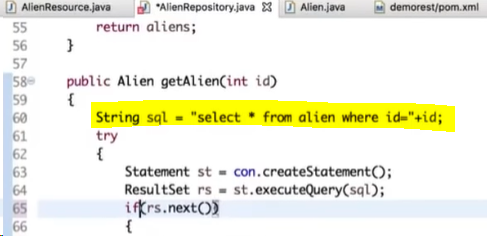 AlienResource.java *AlienRepository.java Alien.java demorest/pom.xml
55 return aliens;
56 }
57
58 public Alien getAlien(int id)
59 {
60 String sql = "select * from alien where id="+id;
61 try
62 {
63 Statement st = con.createStatement();
64 ResultSet rs = st.executeQuery(sql);
65 if(rs.next())
66 {